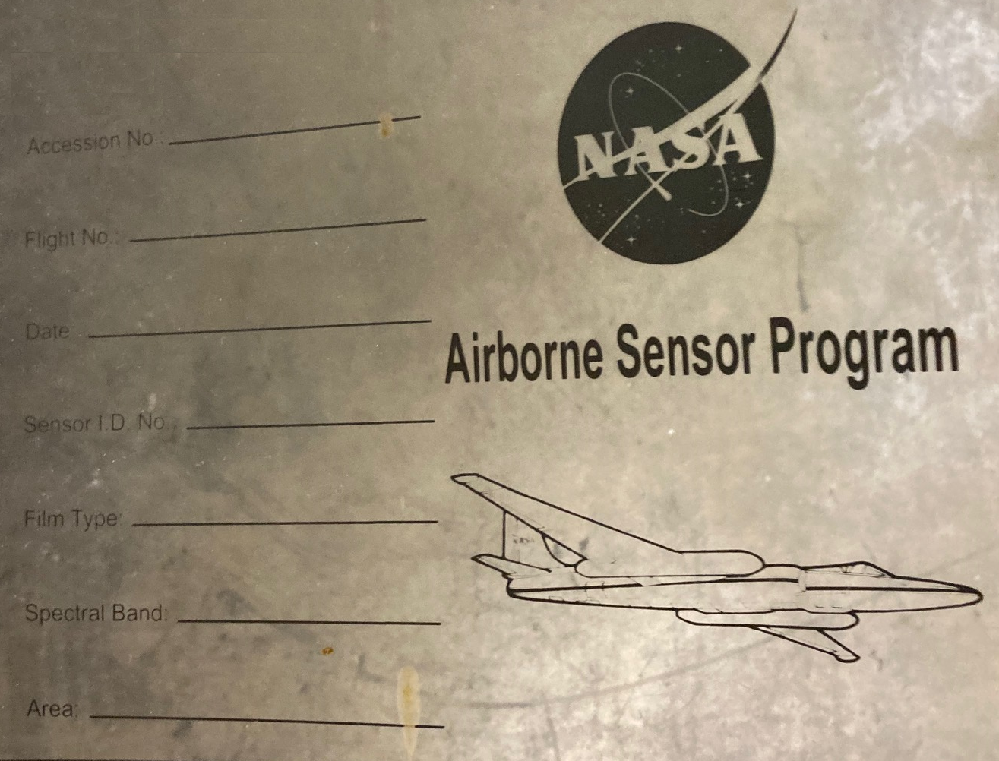 Accession No.:
Flight No.:
Date
Sensor I.D. No.:
Film Type:
Spectral Band:
Area:
NASA
Airborne Sensor Program